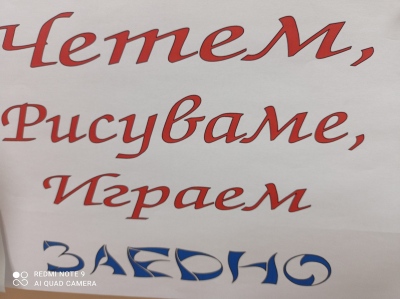 Четем,
Рисуваме,
Играем
ЗАЕДНО
REDMI NOTE 9
AI QUAD CAMERA